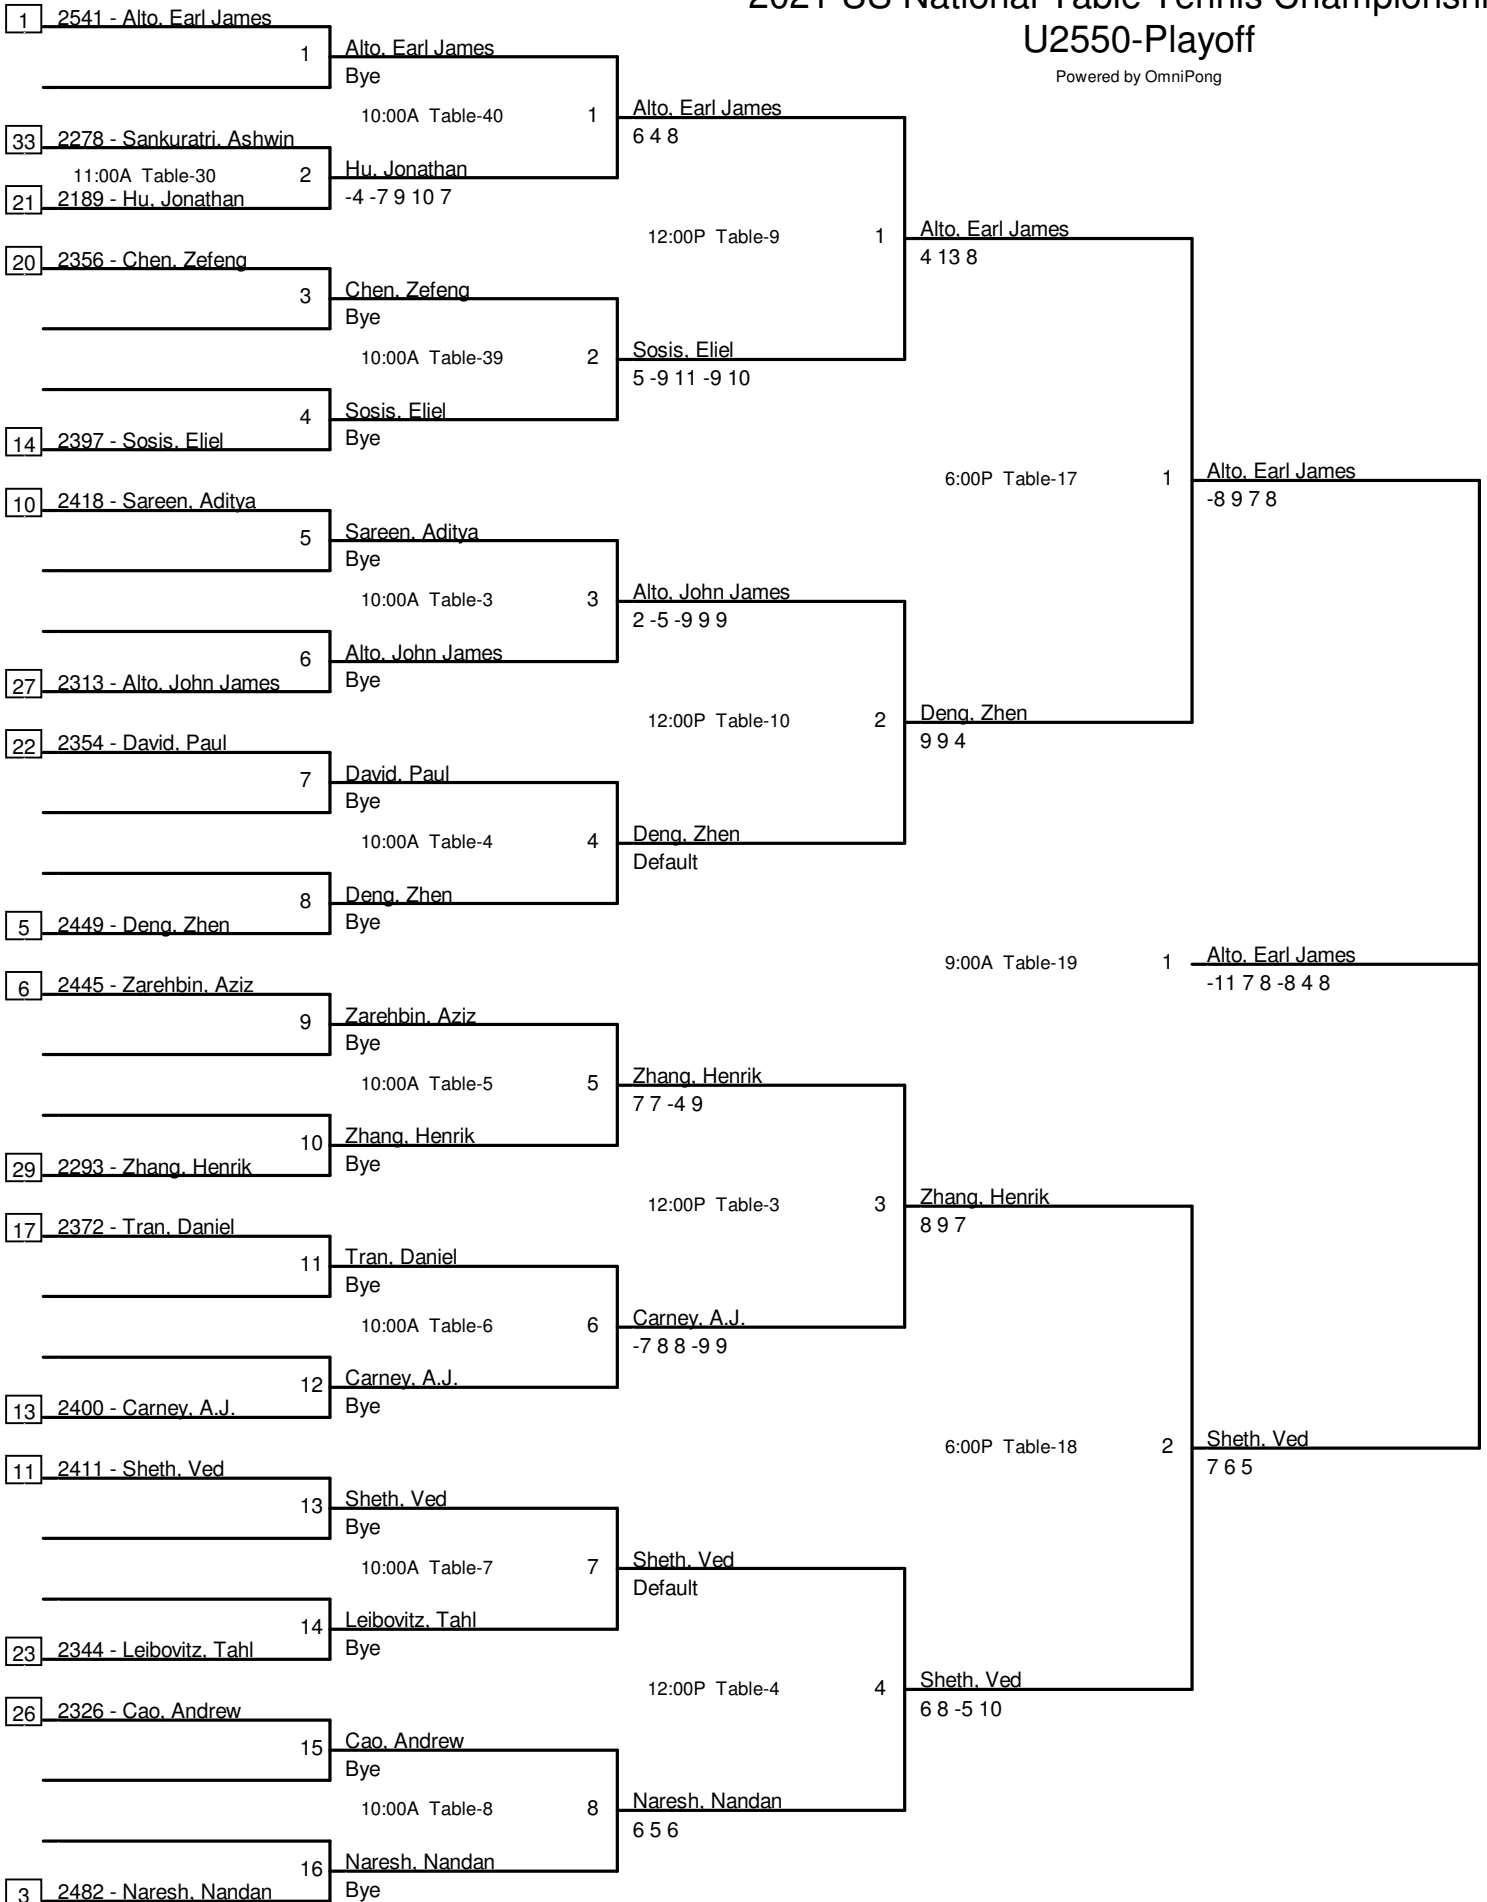 2021 US National Table Tennis Championshi
U2550-Playoff
Powered by OmniPong
1 2541 - Alto, Earl James
1 Alto, Earl James
Bye
10:00A Table-40 1 Alto, Earl James
6 4 8
33 2278 - Sankuratri, Ashwin
11:00A Table-30 2 Hu, Jonathan
-4 -7 9 10 7
21 2189 - Hu, Jonathan
12:00P Table-9 1 Alto, Earl James
4 13 8
20 2356 - Chen, Zefeng
3 Chen, Zefeng
Bye
10:00A Table-39 2 Sosis, Eliel
5 -9 11 -9 10
4 Sosis, Eliel
Bye
14 2397 - Sosis, Eliel
6:00P Table-17 1 Alto, Earl James
-8 9 7 8
10 2418 - Sareen, Aditya
5 Sareen, Aditya
Bye
10:00A Table-3 3 Alto, John James
2 -5 -9 9 9
6 Alto, John James
Bye
27 2313 - Alto, John James
12:00P Table-10 2 Deng, Zhen
9 9 4
22 2354 - David, Paul
7 David, Paul
Bye
10:00A Table-4 4 Deng, Zhen
Default
8 Deng, Zhen
Bye
5 2449 - Deng, Zhen
9:00A Table-19 1 Alto, Earl James
-11 7 8 -8 4 8
6 2445 - Zarehbin, Aziz
9 Zarehbin, Aziz
Bye
10:00A Table-5 5 Zhang, Henrik
7 7 -4 9
10 Zhang, Henrik
Bye
29 2293 - Zhang, Henrik
12:00P Table-3 3 Zhang, Henrik
8 9 7
17 2372 - Tran, Daniel
11 Tran, Daniel
Bye
10:00A Table-6 6 Carney, A.J.
-7 8 8 -9 9
12 Carney, A.J.
Bye
13 2400 - Carney, A.J.
6:00P Table-18 2 Sheth, Ved
7 6 5
11 2411 - Sheth, Ved
13 Sheth, Ved
Bye
10:00A Table-7 7 Sheth, Ved
Default
14 Leibovitz, Tahl
Bye
23 2344 - Leibovitz, Tahl
12:00P Table-4 4 Sheth, Ved
6 8 -5 10
26 2326 - Cao, Andrew
15 Cao, Andrew
Bye
10:00A Table-8 8 Naresh, Nandan
6 5 6
16 Naresh, Nandan
Bye
3 2482 - Naresh, Nandan